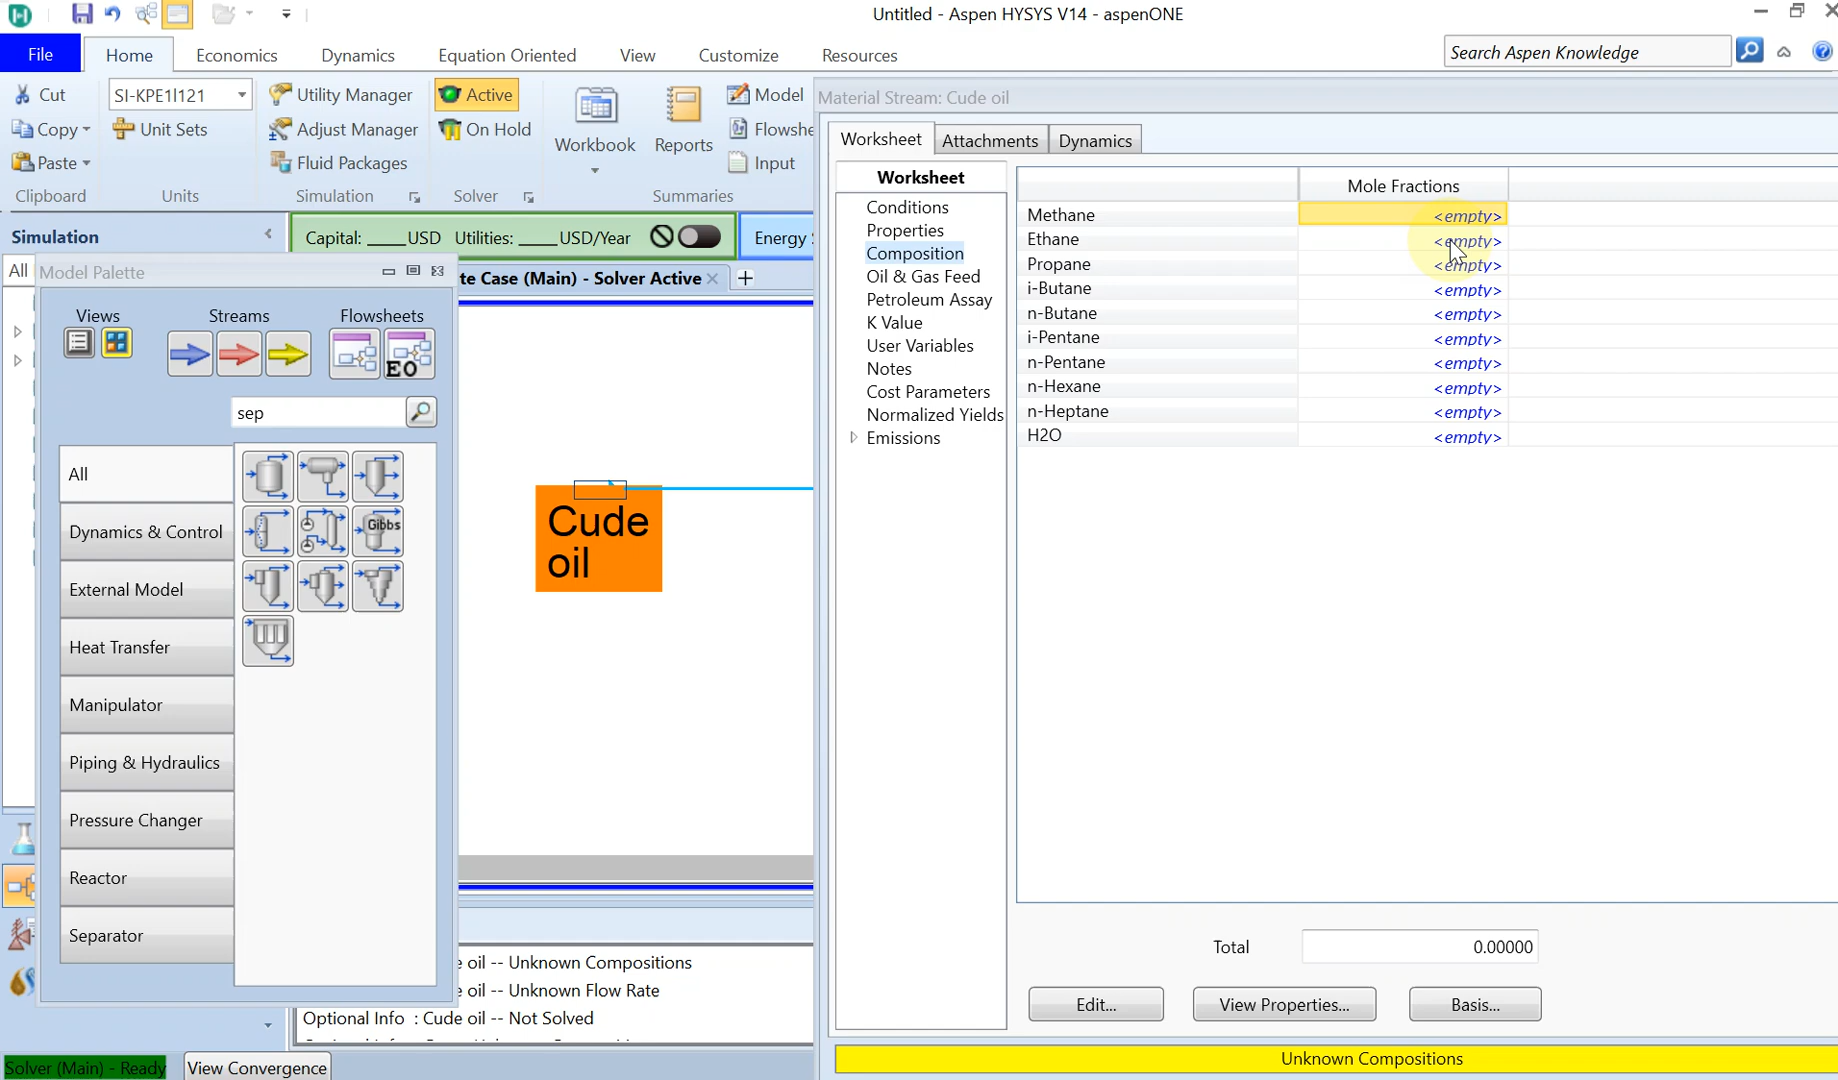 Untitled - Aspen HYSYS V14 - aspenONE
File
Home
Economics
Dynamics
Equation Oriented
View
Customize
Resources
Search Aspen Knowledge
Cut
Copy
Paste
Clipboard
SI-KPE1l121
Unit Sets
Units
Utility Manager
Adjust Manager
Fluid Packages
Simulation
Active
On Hold
Solver
Workbook
Reports
Model
Flowshe
Input
Summaries
Material Stream: Cude oil
Worksheet
Attachments
Dynamics
Simulation
Capital: ____USD Utilities: ____USD/Year
Energy
All
Model Palette
te Case (Main) - Solver Active
Views
Streams
Flowsheets
EO
sep
All
Dynamics & Control
External Model
Heat Transfer
Manipulator
Piping & Hydraulics
Pressure Changer
Reactor
Separator
Gibbs
Cude
oil
Worksheet
Conditions
Properties
Composition
Oil & Gas Feed
Petroleum Assay
K Value
User Variables
Notes
Cost Parameters
Normalized Yields
Emissions
Mole Fractions
Methane <empty>
Ethane <empty>
Propane <empty>
i-Butane <empty>
n-Butane <empty>
i-Pentane <empty>
n-Pentane <empty>
n-Hexane <empty>
n-Heptane <empty>
H2O <empty>
Total 0.00000
Edit...
View Properties...
Basis...
Unknown Compositions
e oil -- Unknown Compositions
e oil -- Unknown Flow Rate
Optional Info : Cude oil -- Not Solved
Solver (Main) - Ready
View Convergence